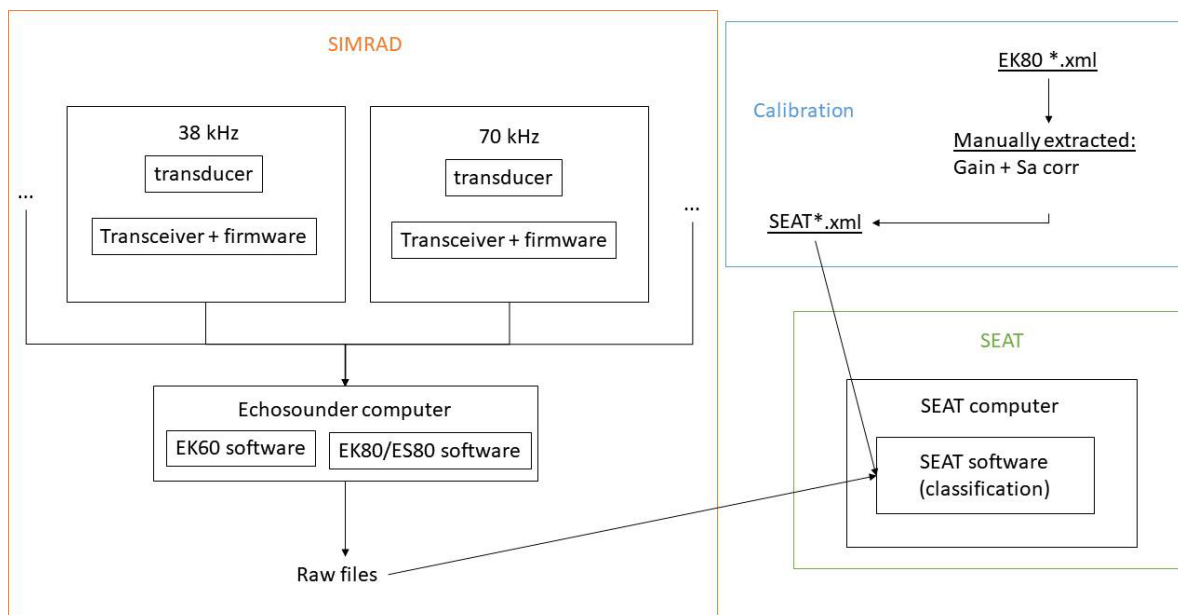 SIMRAD
38 kHz
transducer
Transceiver + firmware
70 kHz
transducer
Transceiver + firmware
...
...
Echosounder computer
EK60 software
EK80/ES80 software
Raw files
Calibration
EK80 *.xml
Manually extracted:
Gain + Sa corr
SEAT*.xml
SEAT
SEAT computer
SEAT software
(classification)